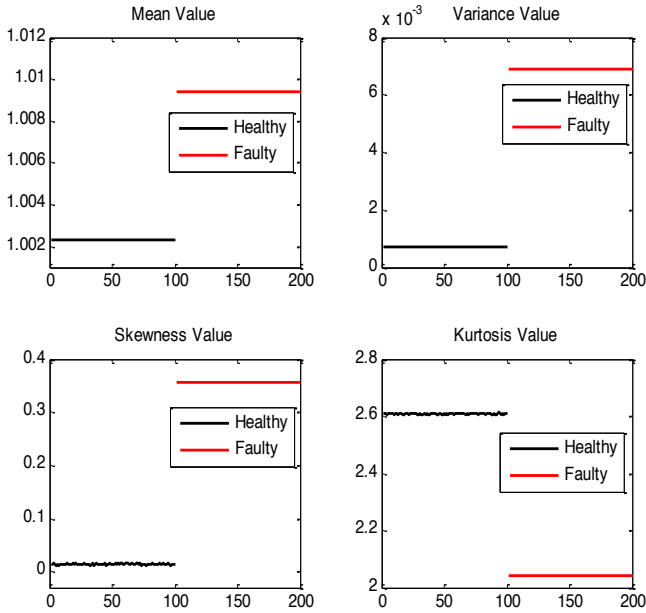 Mean Value
1.012
1.01
1.008
1.006
1.004
1.002
0 50 100 150 200
Healthy
Faulty
Variance Value
x 10-3
8
6
4
2
0
0 50 100 150 200
Healthy
Faulty
Skewness Value
0.4
0.3
0.2
0.1
0
0 50 100 150 200
Healthy
Faulty
Kurtosis Value
2.8
2.6
2.4
2.2
2
0 50 100 150 200
Healthy
Faulty